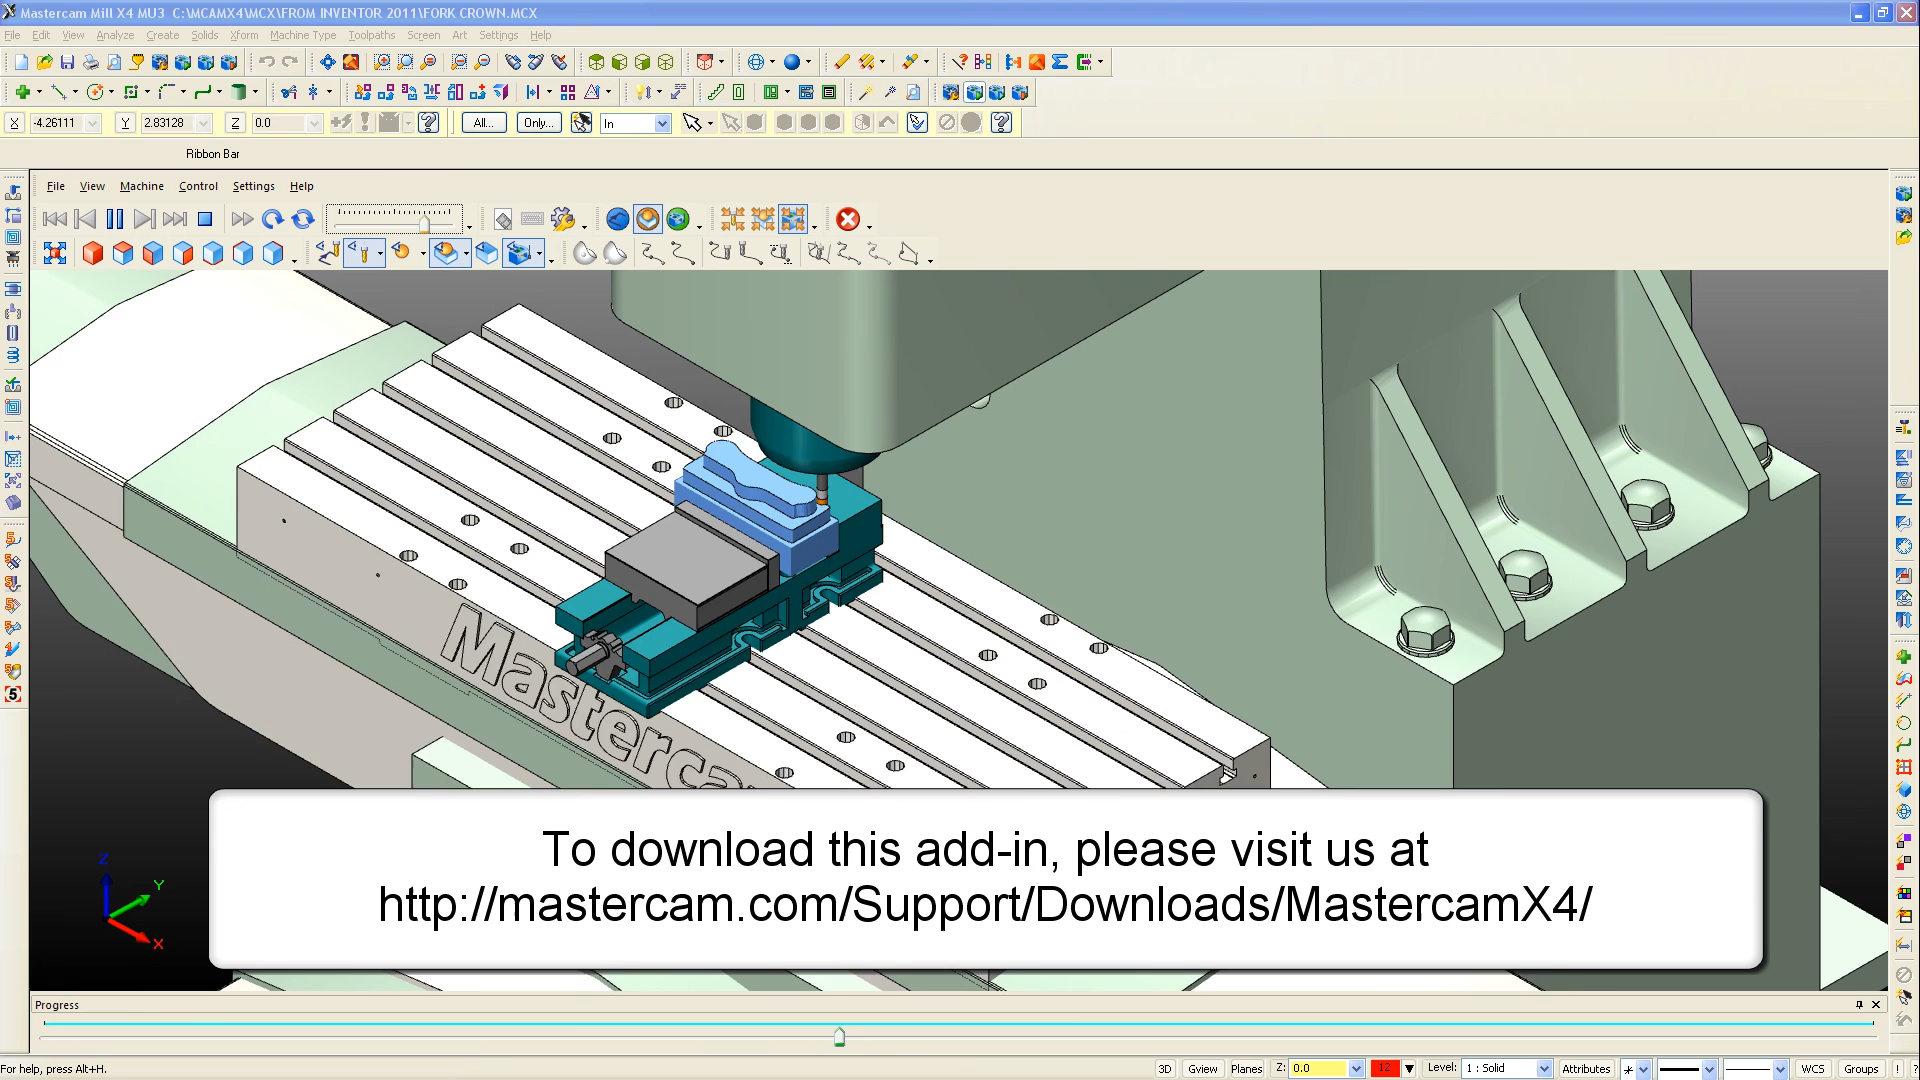 Mastercam Mill X4 MU3 C:\MCAMX4\MCX\FROM INVENTOR 2011\FORK CROWN.MCX
File Edit View Analyze Create Solids Xform Machine Type Toolpaths Screen Art Settings Help
X -4.26111 Y 2.83128 Z 0.0 All... Only... In
Ribbon Bar
File View Machine Control Settings Help
Mastercam
Z
Y
X
To download this add-in, please visit us at
http://mastercam.com/Support/Downloads/MastercamX4/
Progress
For help, press Alt+H.
3D Gview Planes Z: 0.0 12 Level: 1 : Solid Attributes WCS Groups ! ?